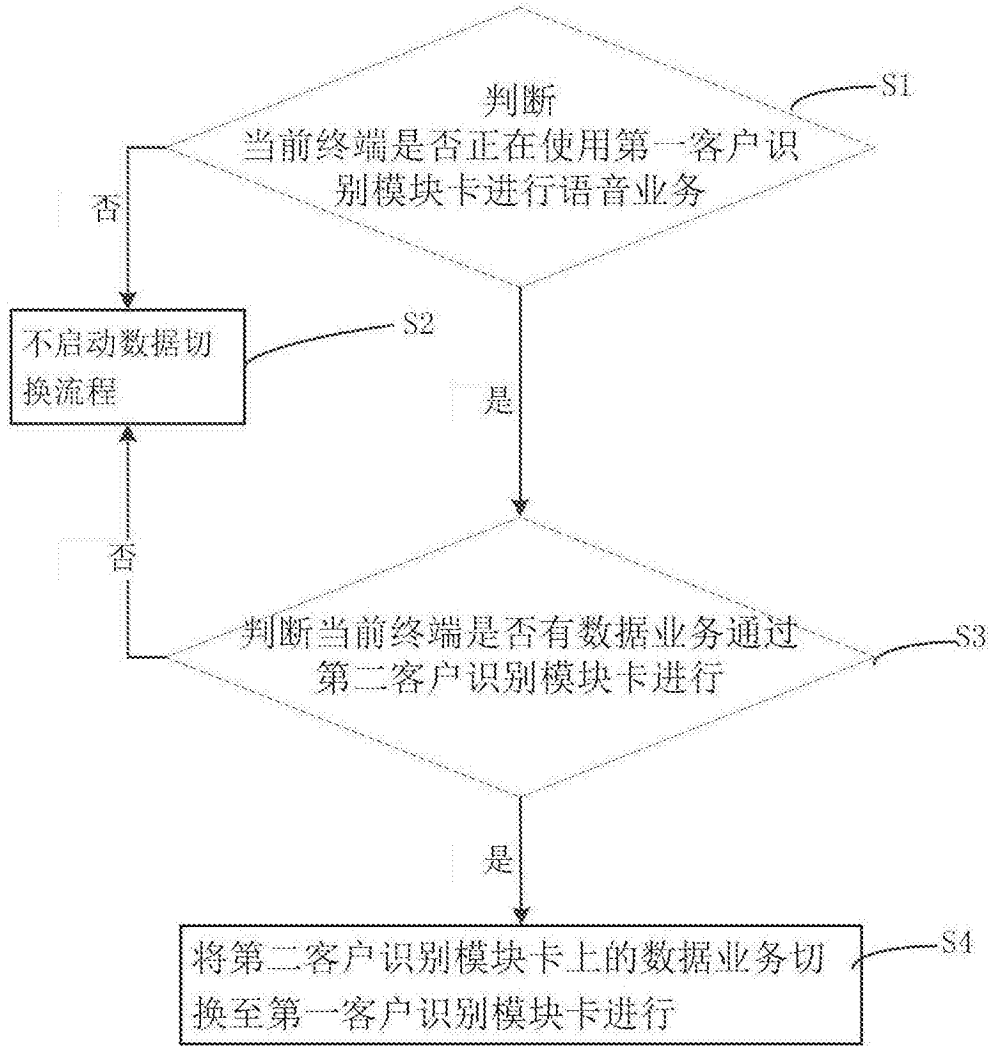 判断
当前终端是否正在使用第一客户识
别模块卡进行语音业务
S1
否
不启动数据切
换流程
S2
是
否
判断当前终端是否有数据业务通过
第二客户识别模块卡进行
S3
是
将第二客户识别模块卡上的数据业务切
换至第一客户识别模块卡进行
S4